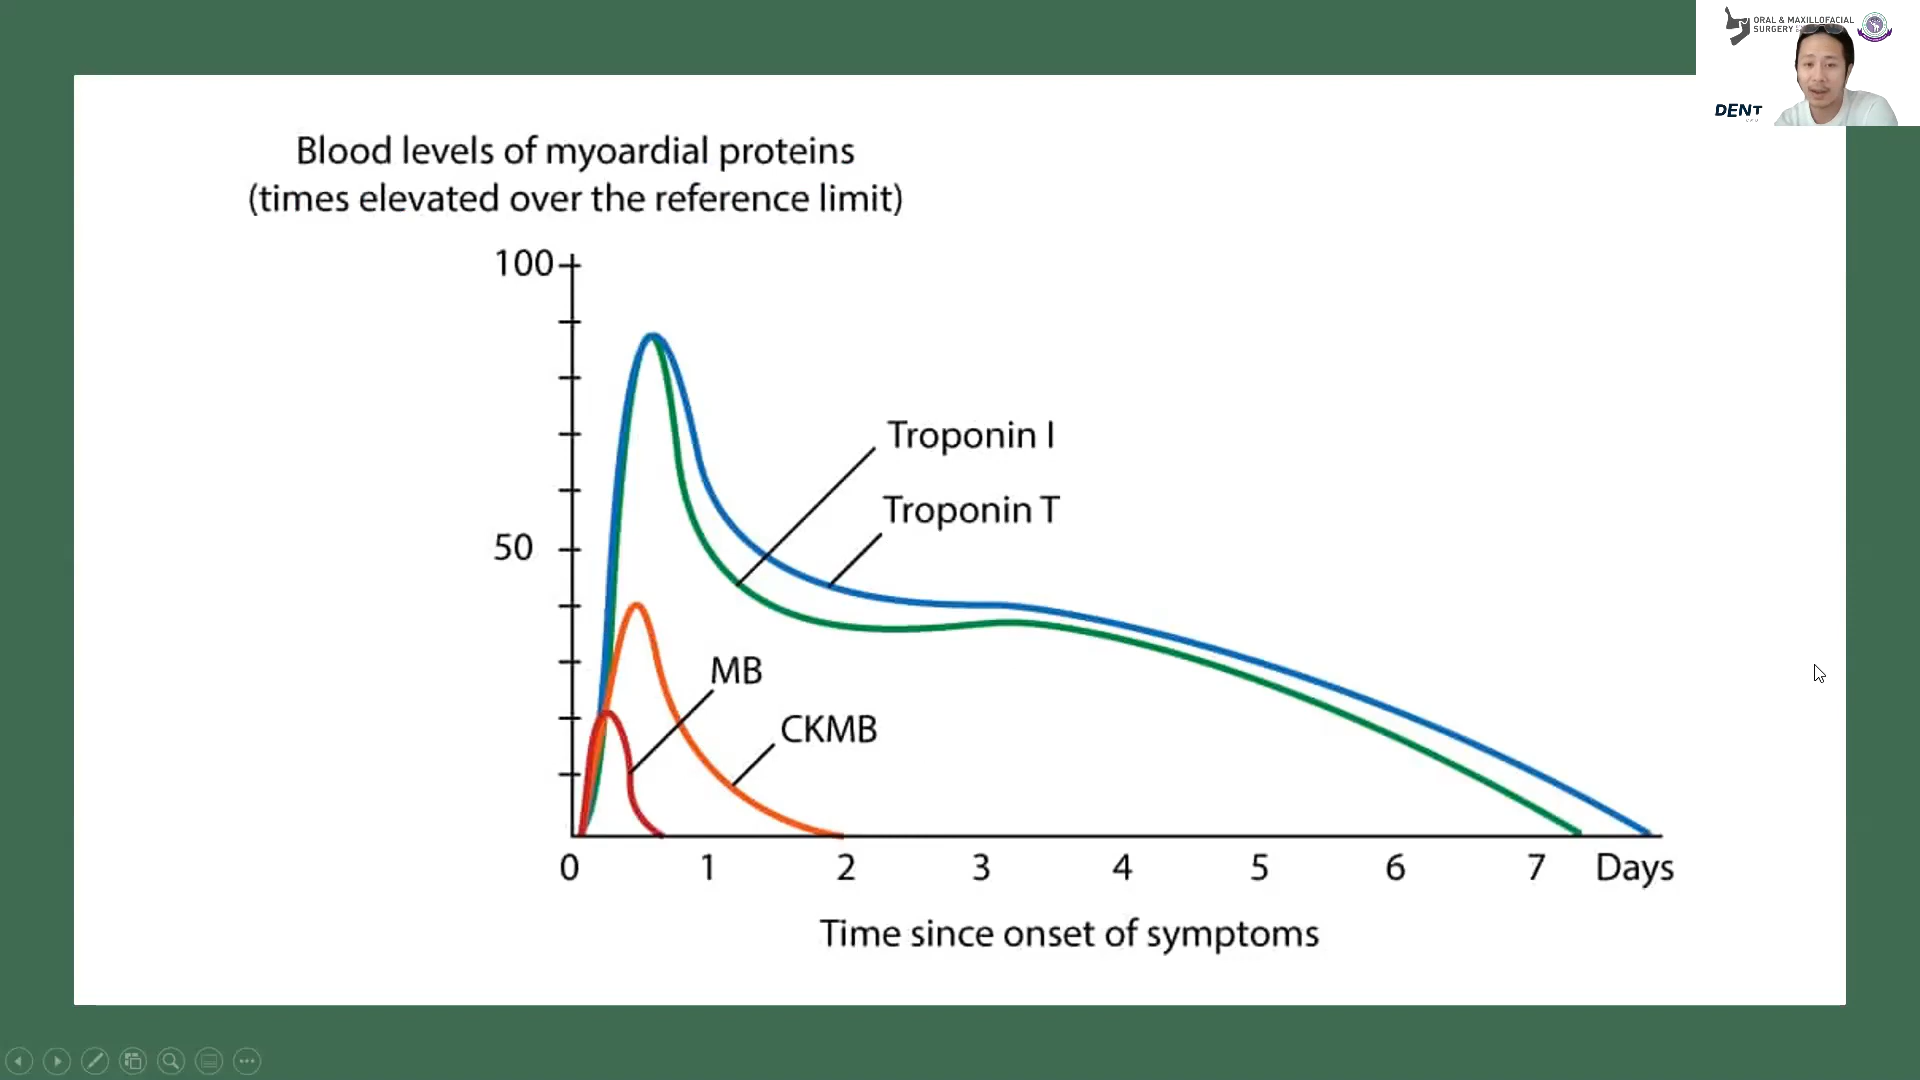 ORAL & MAXILLOFACIAL
SURGERY
DENT
Blood levels of myoardial proteins
(times elevated over the reference limit)
100
50
Troponin I
Troponin T
MB
CKMB
0 1 2 3 4 5 6 7 Days
Time since onset of symptoms